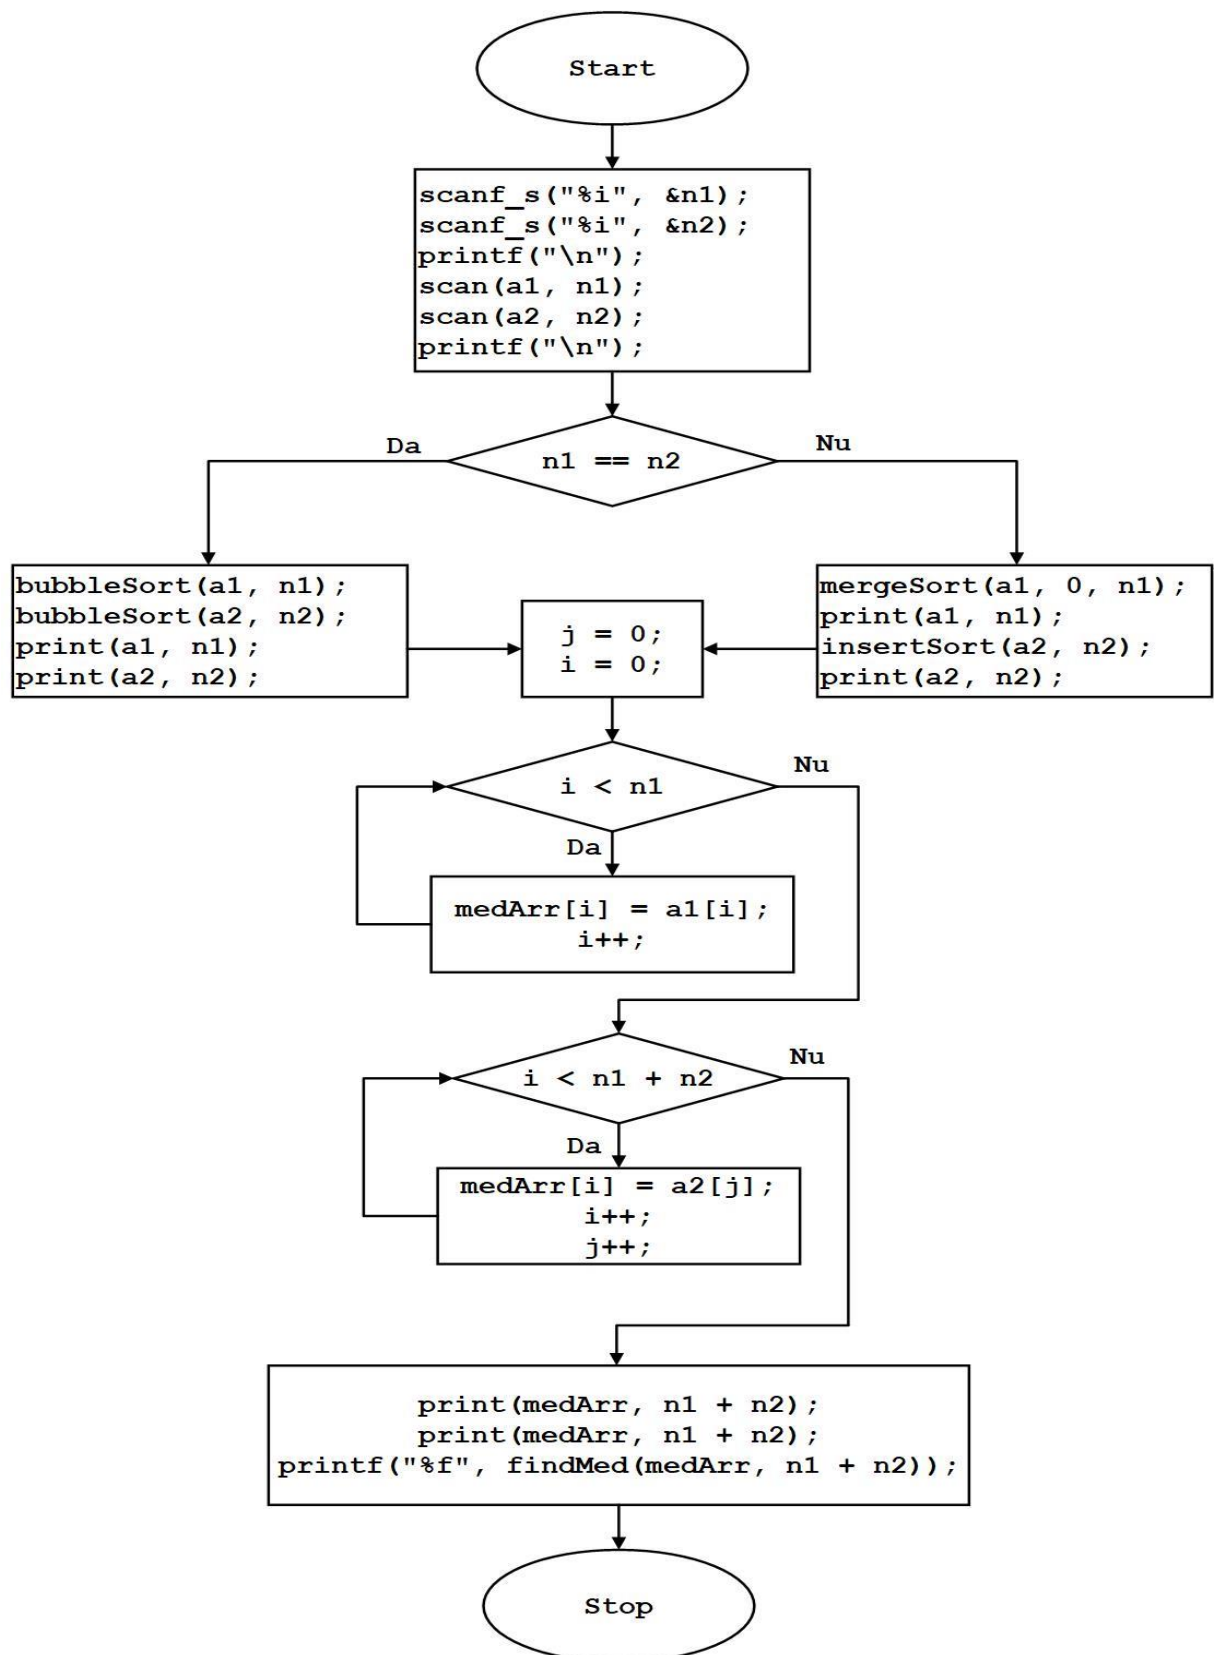 Start
scanf_s("%i", &n1);
scanf_s("%i", &n2);
printf("\n");
scan(a1, n1);
scan(a2, n2);
printf("\n");
Da
n1 == n2
Nu
bubbleSort(a1, n1);
bubbleSort(a2, n2);
print(a1, n1);
print(a2, n2);
j = 0;
i = 0;
mergeSort(a1, 0, n1);
print(a1, n1);
insertSort(a2, n2);
print(a2, n2);
i < n1
Nu
Da
medArr[i] = a1[i];
i++;
i < n1 + n2
Nu
Da
medArr[i] = a2[j];
i++;
j++;
print(medArr, n1 + n2);
print(medArr, n1 + n2);
printf("%f", findMed(medArr, n1 + n2));
Stop